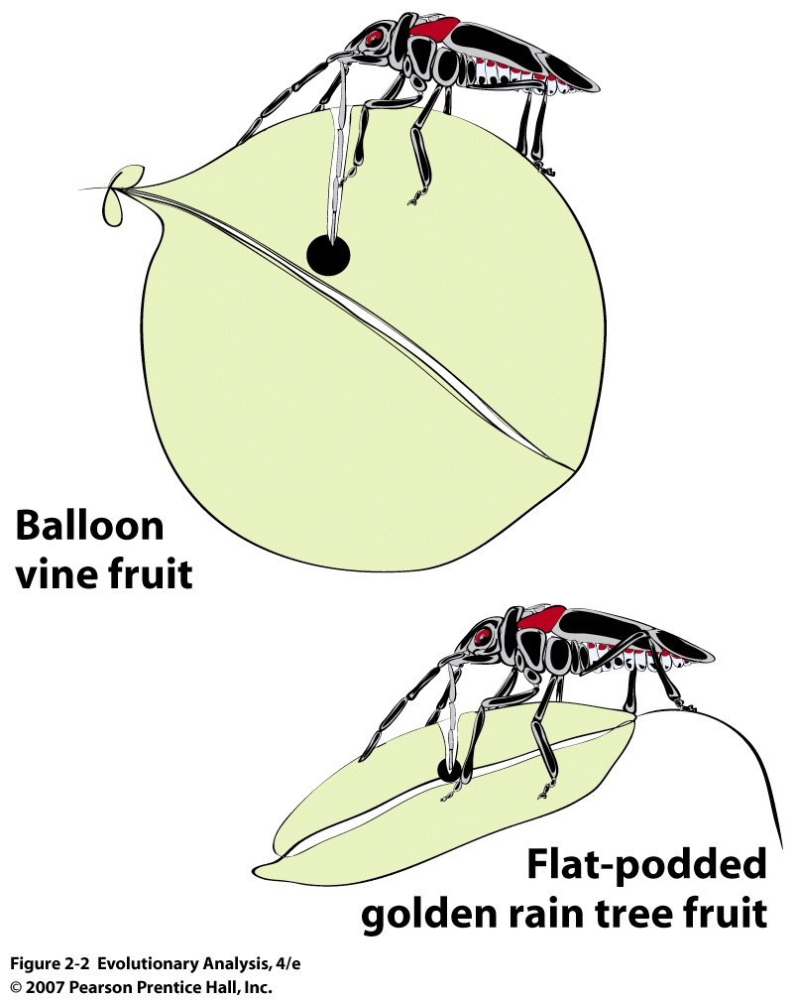 Balloon
vine fruit
Flat-podded
golden rain tree fruit
Figure 2-2 Evolutionary Analysis, 4/e
© 2007 Pearson Prentice Hall, Inc.